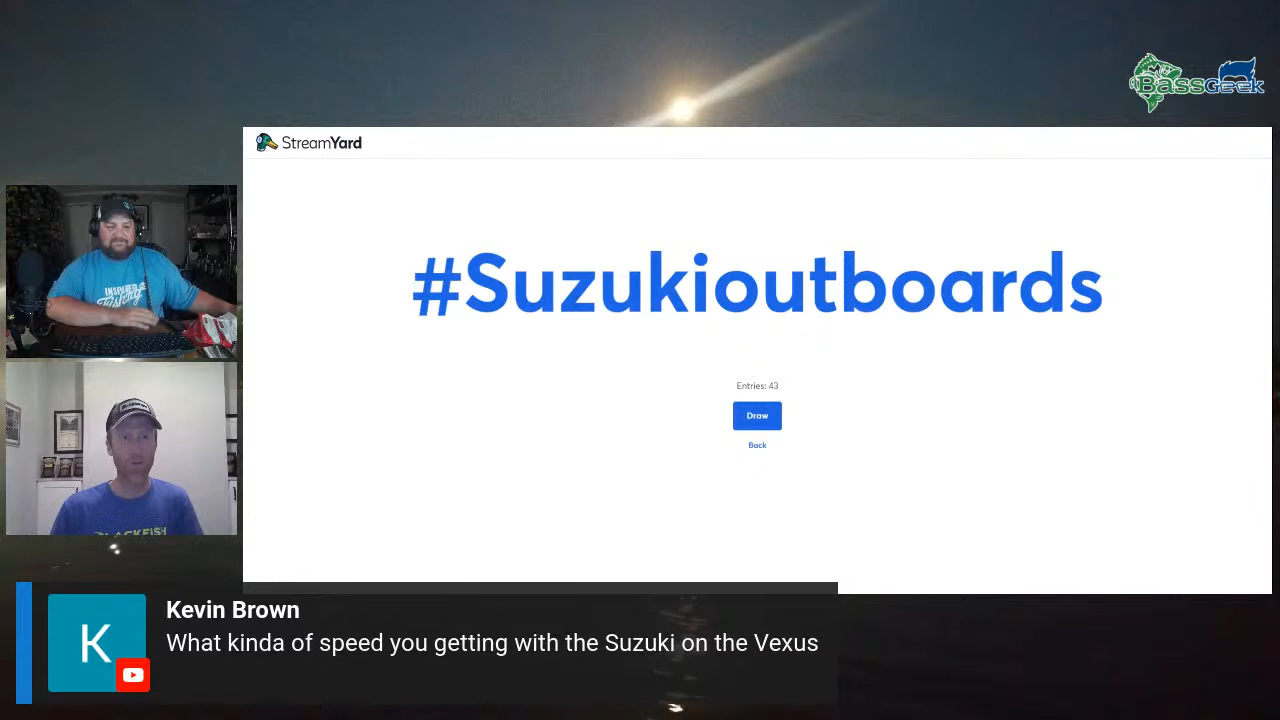 BassGeek
StreamYard
#Suzukioutboards
Entries: 43
Draw
Back
K
Kevin Brown
What kinda of speed you getting with the Suzuki on the Vexus